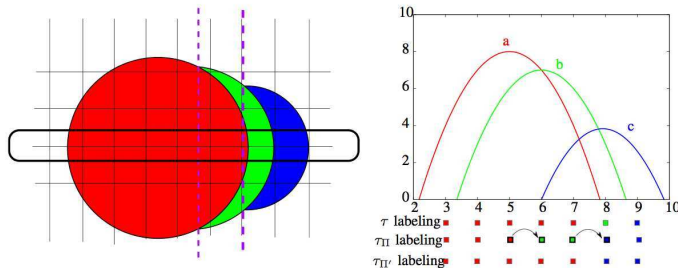 10
8
6
4
2
0
a
b
c
2 3 4 5 6 7 8 9 10
τ labeling
τΠ labeling
τΠ' labeling